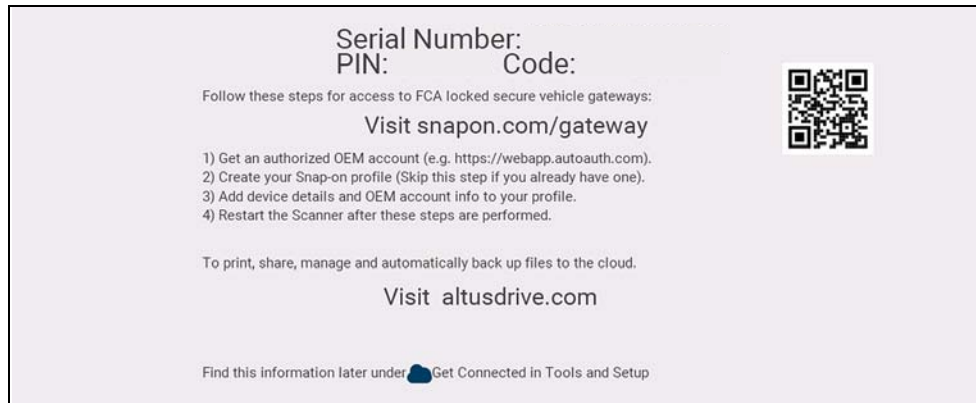 Serial Number:
PIN: Code:
Follow these steps for access to FCA locked secure vehicle gateways:
Visit snapon.com/gateway
1) Get an authorized OEM account (e.g. https://webapp.autoauth.com).
2) Create your Snap-on profile (Skip this step if you already have one).
3) Add device details and OEM account info to your profile.
4) Restart the Scanner after these steps are performed.
To print, share, manage and automatically back up files to the cloud.
Visit altusdrive.com
Find this information later under Get Connected in Tools and Setup